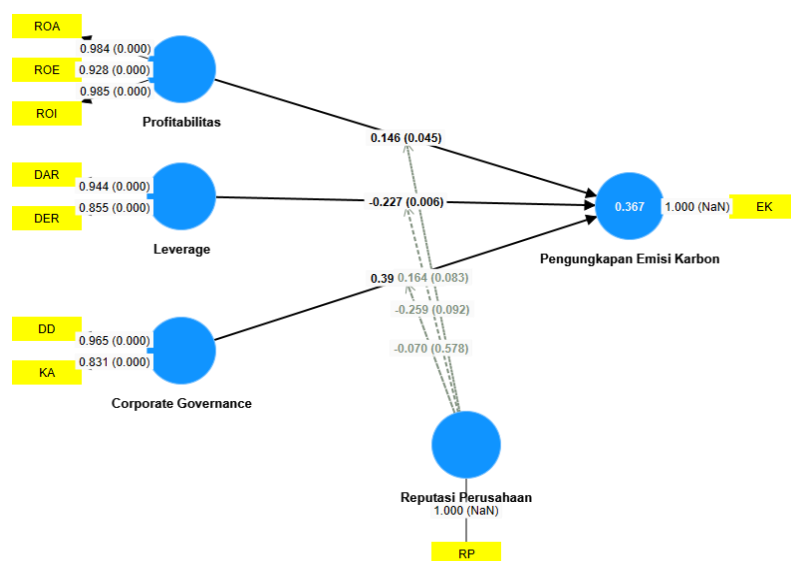 ROA
0.984 (0.000)
ROE
0.928 (0.000)
0.985 (0.000)
ROI
Profitabilitas
0.146 (0.045)
DAR
0.944 (0.000)
DER
0.855 (0.000)
Leverage
-0.227 (0.006)
0.367
1.000 (NaN)
EK
Pengungkapan Emisi Karbon
0.39
0.164 (0.083)
-0.259 (0.092)
-0.070 (0.578)
DD
0.965 (0.000)
KA
0.831 (0.000)
Corporate Governance
Reputasi Perusahaan
1.000 (NaN)
RP